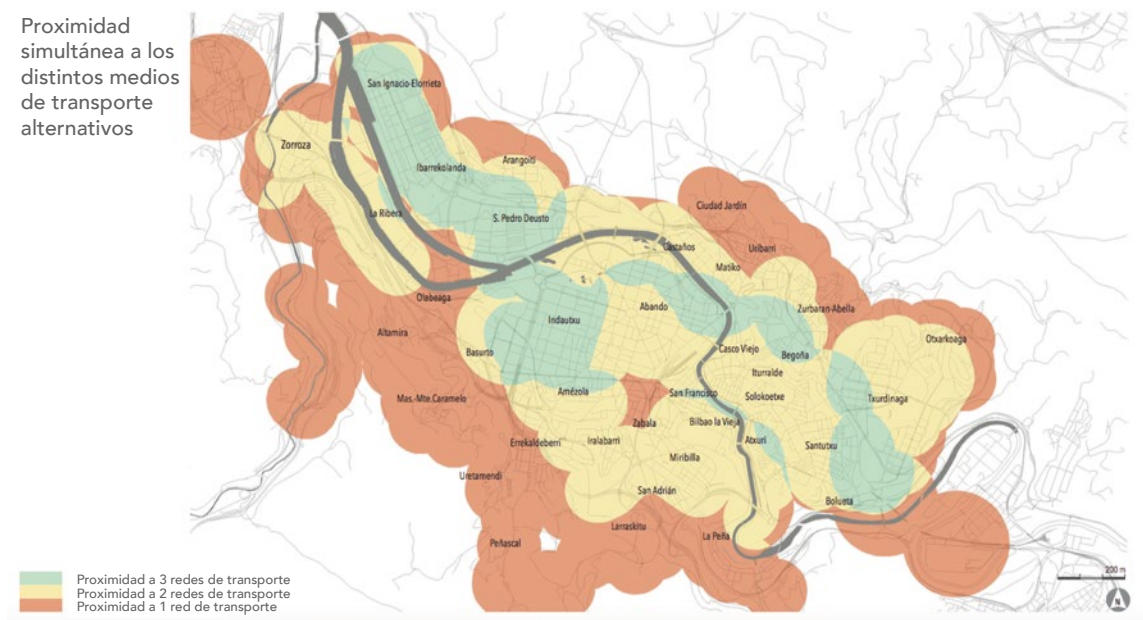 Proximidad
simultánea a los
distintos medios
de transporte
alternativos
San Ignacio-Elorrieta
Zorroza
Ibarrekolanda
Arangoiti
La Ribera
S. Pedro Deusto
Ciudad Jardín
Castaños
Uribarri
Matiko
Olabeaga
Abando
Zurbaran-Abella
Indautxu
Altamira
Otxarkoaga
Basurto
Casco Viejo
Begoña
Iturralde
Amézola
San Francisco
Solokoetxe
Txurdinaga
Mas.-Mte.Caramelo
Zabala
Bilbao la Vieja
Errekaldeberri
Iralabarri
Atxuri
Santutxu
Miribilla
Uretamendi
San Adrián
Bolueta
Larraskitu
La Peña
Peñascal
200 m
Proximidad a 3 redes de transporte
Proximidad a 2 redes de transporte
Proximidad a 1 red de transporte